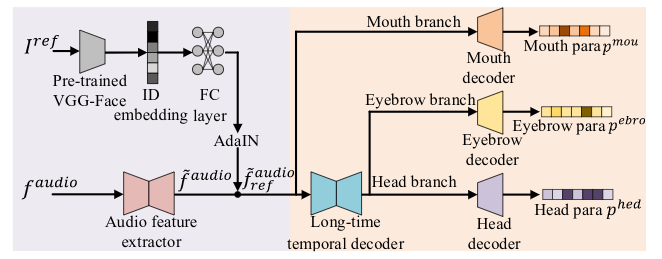 I^{ref}
Pre-trained
VGG-Face
ID
embedding
FC
layer
AdaIN
f^{audio}
Audio feature
extractor
\tilde{f}^{audio}
\tilde{f}_{ref}^{audio}
Long-time
temporal decoder
Mouth branch
Mouth
decoder
Mouth para p^{mou}
Eyebrow branch
Eyebrow
decoder
Eyebrow para p^{ebro}
Head branch
Head
decoder
Head para p^{hed}